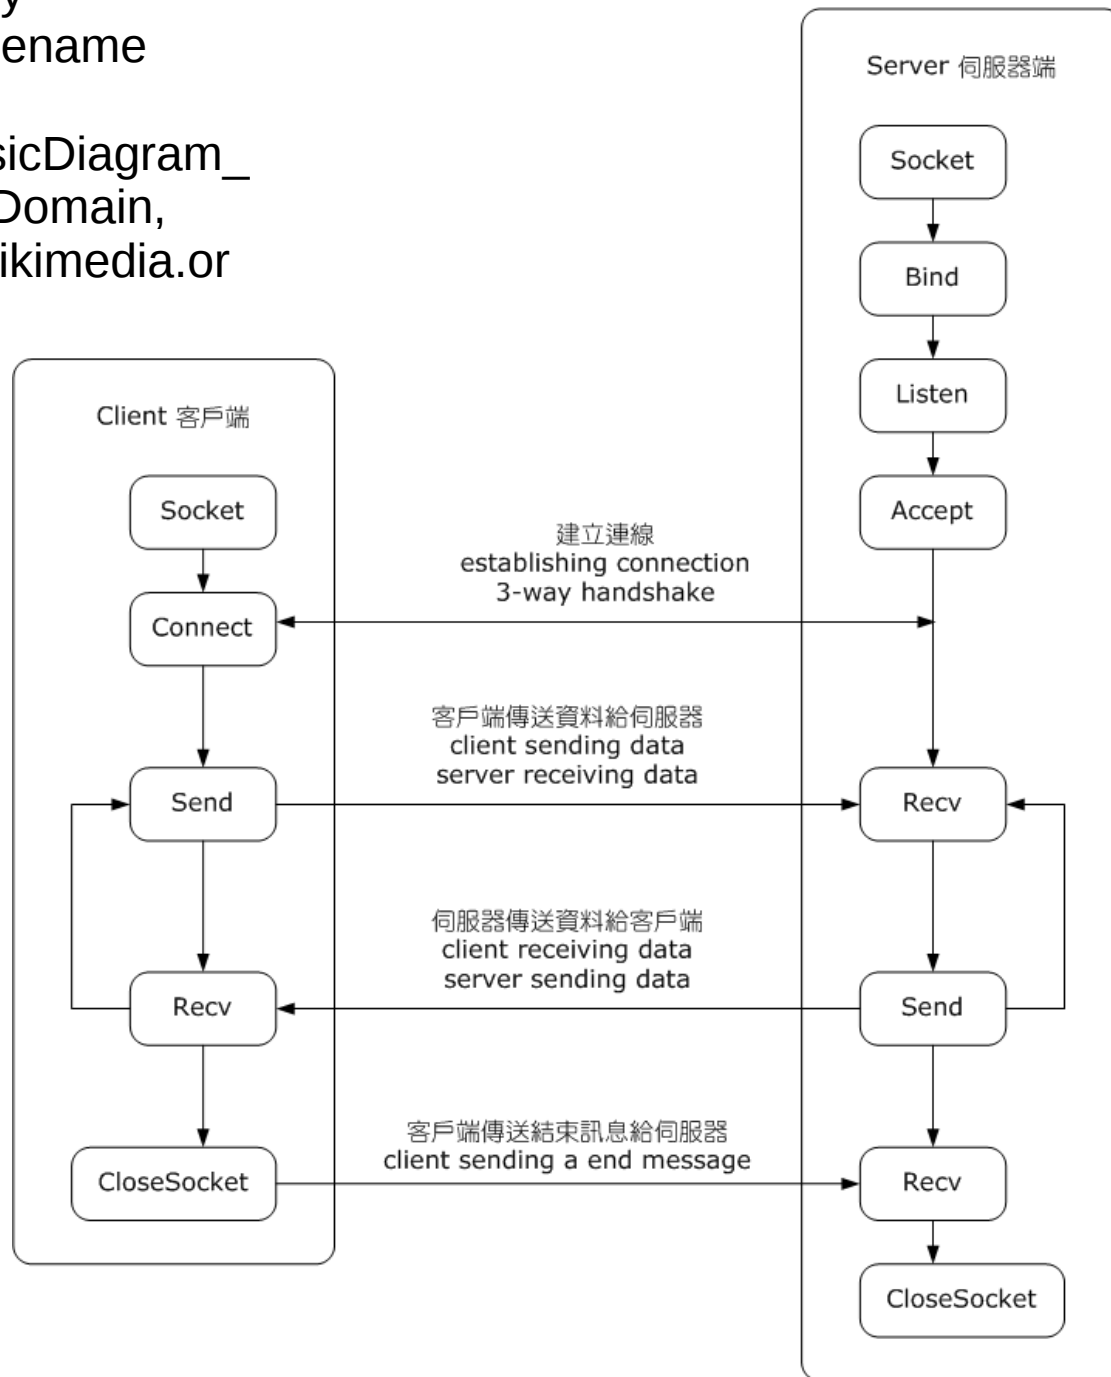 y
ename
sicDiagram_
Domain,
ikimedia.or
Server 伺服器端
Socket
Bind
Listen
Accept
Client 客戶端
Socket
Connect
建立連線
establishing connection
3-way handshake
客戶端傳送資料給伺服器
client sending data
server receiving data
Send
Recv
伺服器傳送資料給客戶端
client receiving data
server sending data
Recv
Send
客戶端傳送結束訊息給伺服器
client sending a end message
CloseSocket
Recv
CloseSocket